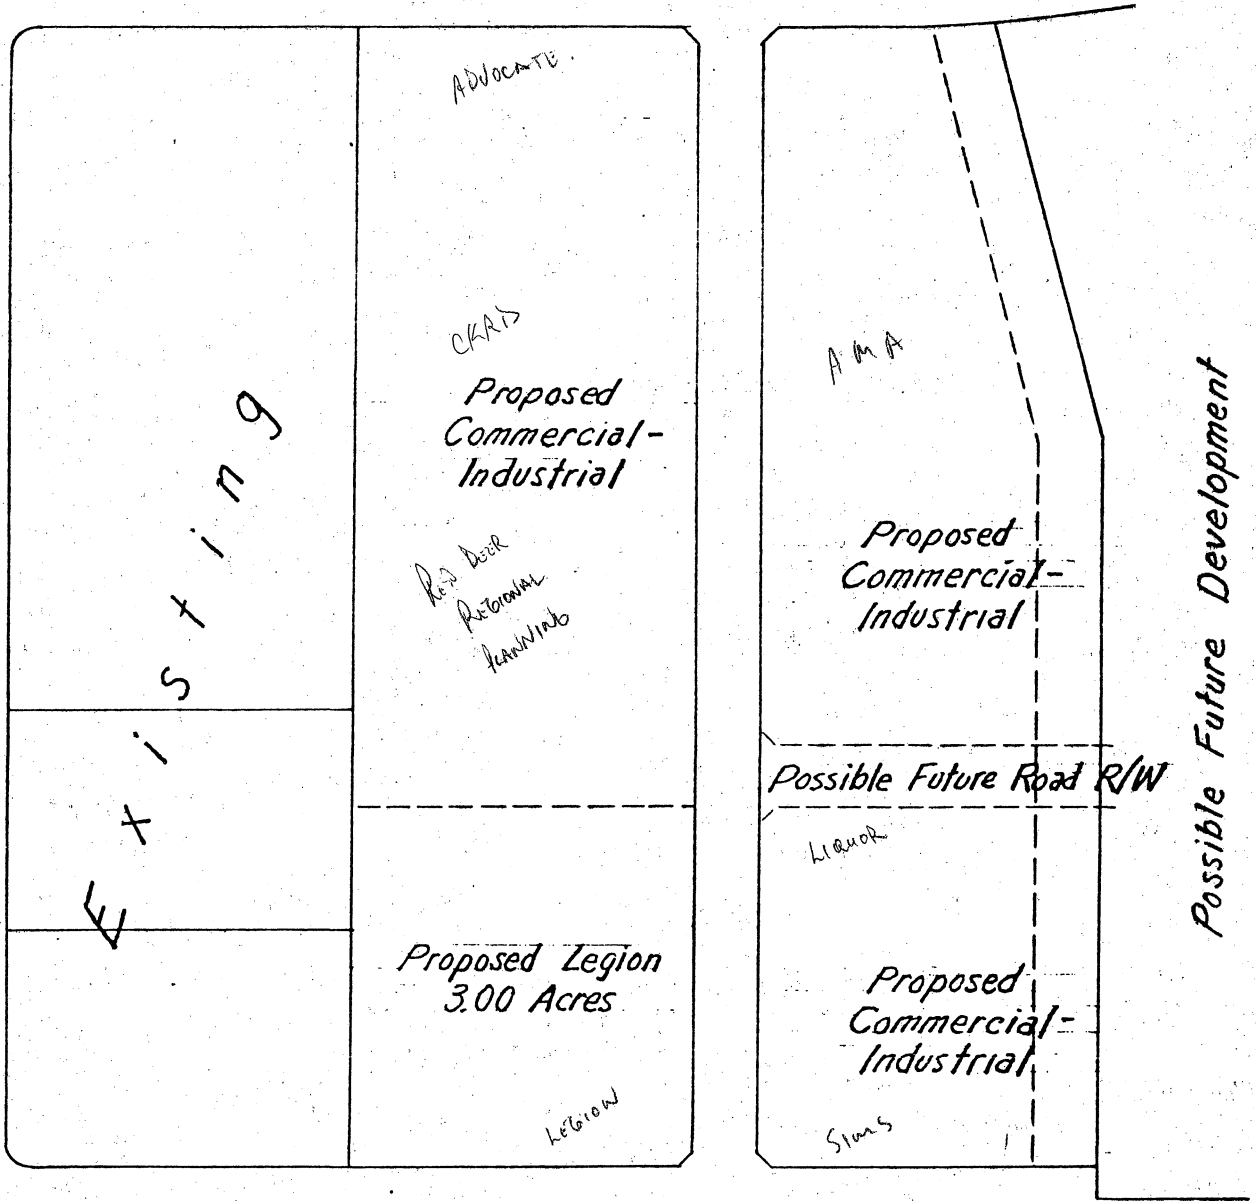 ADVOCATE.
CKRD
Proposed
Commercial-
Industrial
RED DEER
REGIONAL
PLANNING
Existing
Proposed Legion
3.00 Acres
LEGION
AMA
Proposed
Commercial-
Industrial
Possible Future Road R/W
LIQUOR
Proposed
Commercial-
Industrial
SIMS
Possible Future Development